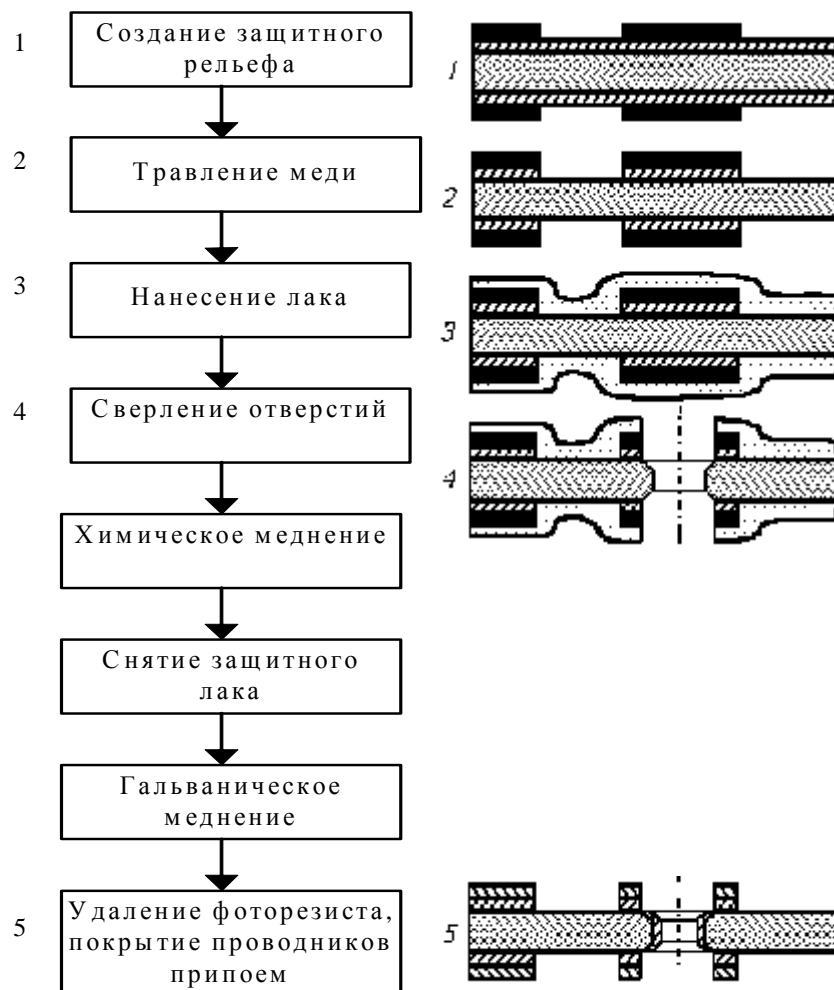 1
Создание защитного
рельефа
1
2
Травление меди
2
3
Нанесение лака
3
4
Сверление отверстий
4
Химическое меднение
Снятие защитного
лака
Гальваническое
меднение
5
Удаление фоторезиста,
покрытие проводников
припоем
5